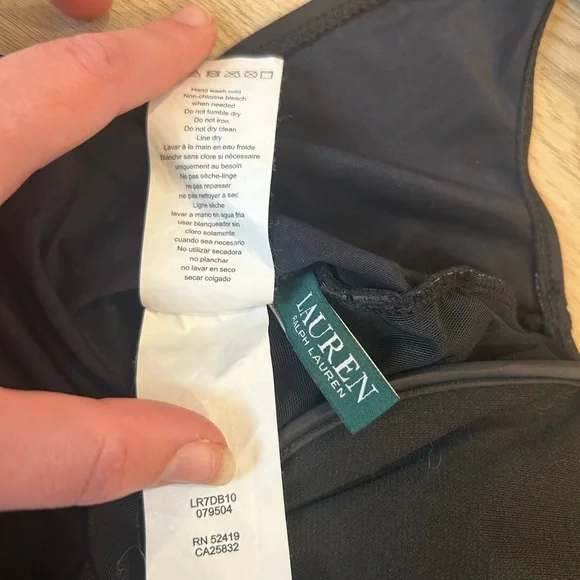 Hand wash cold
Non-chlorine bleach
when needed
Do not tumble dry
Do not iron
Do not dry clean
Line dry
Lavar à la main en eau froide
Blanchir sans clore si nécessaire
uniquement au besoin
Ne pas sèche-linge
ne pas repasser
ne pas nettoyer à sec
Ligne sèche
lavar a mano en agua fria
usar blanqueador sin
cloro solamente
cuando sea necesario
No utilizar secadora
no planchar
no lavar en seco
secar colgado
LAUREN
RALPH LAUREN
LR7DB10
079504
RN 52419
CA25832